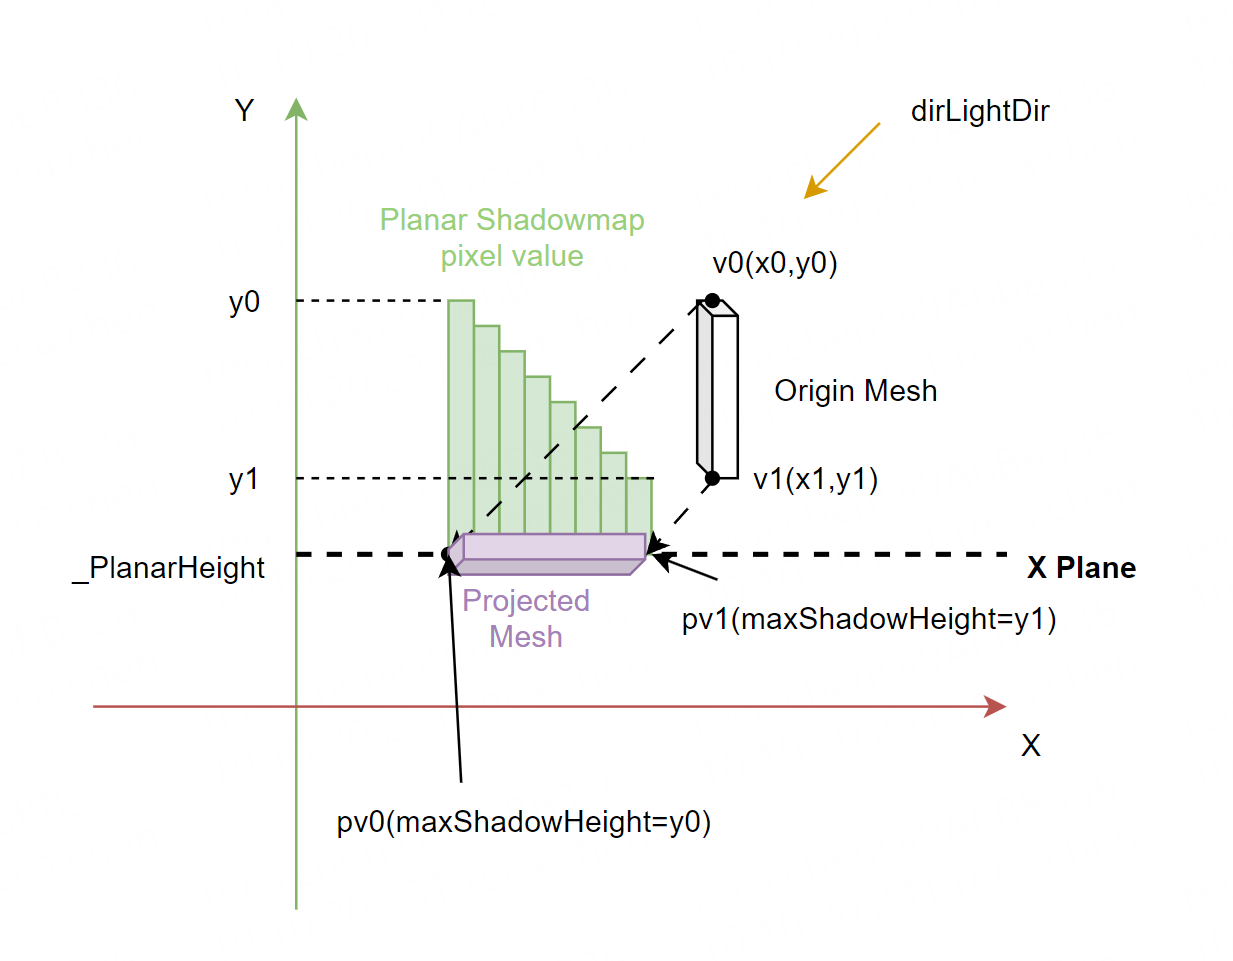 Y
dirLightDir
Planar Shadowmap
pixel value
v0(x0,y0)
y0
Origin Mesh
y1
v1(x1,y1)
_PlanarHeight
X Plane
Projected
Mesh
pv1(maxShadowHeight=y1)
X
pv0(maxShadowHeight=y0)